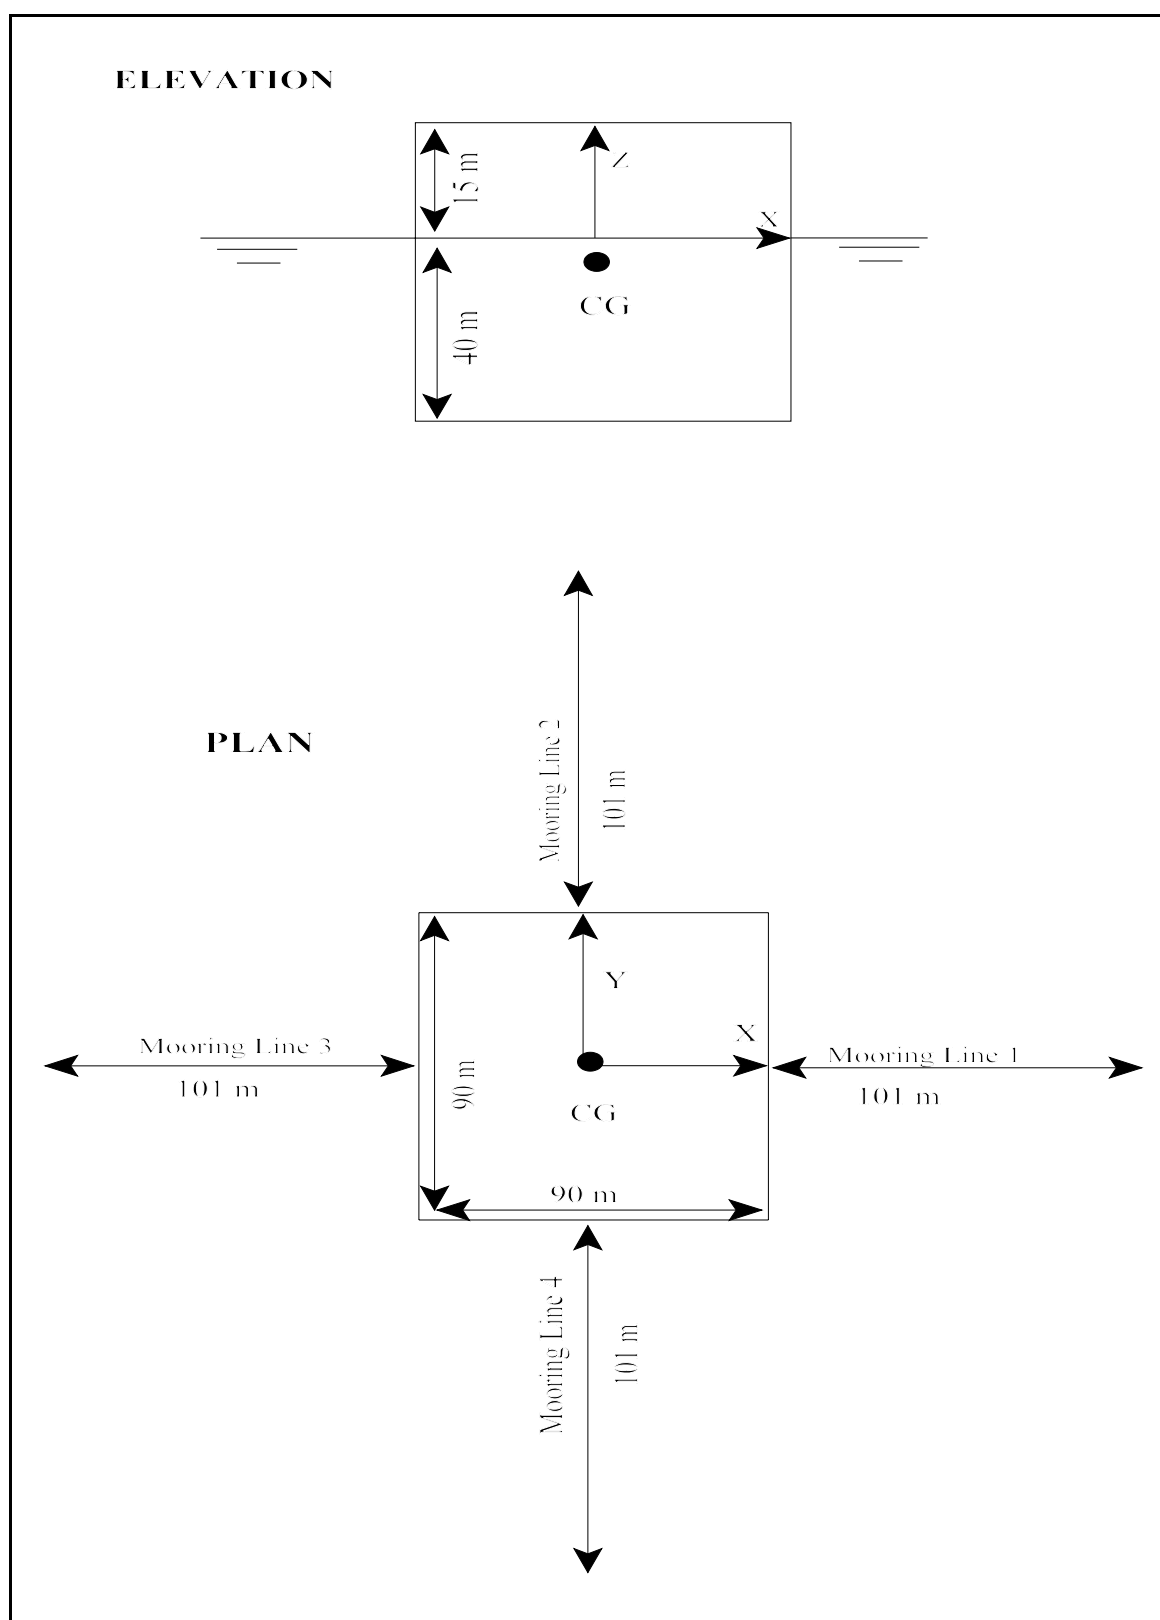 ELEVATION
15 m
Z
X
CG
40 m
PLAN
Mooring Line 2
101 m
Y
X
Mooring Line 3
101 m
Mooring Line 1
101 m
90 m
CG
90 m
Mooring Line 4
101 m